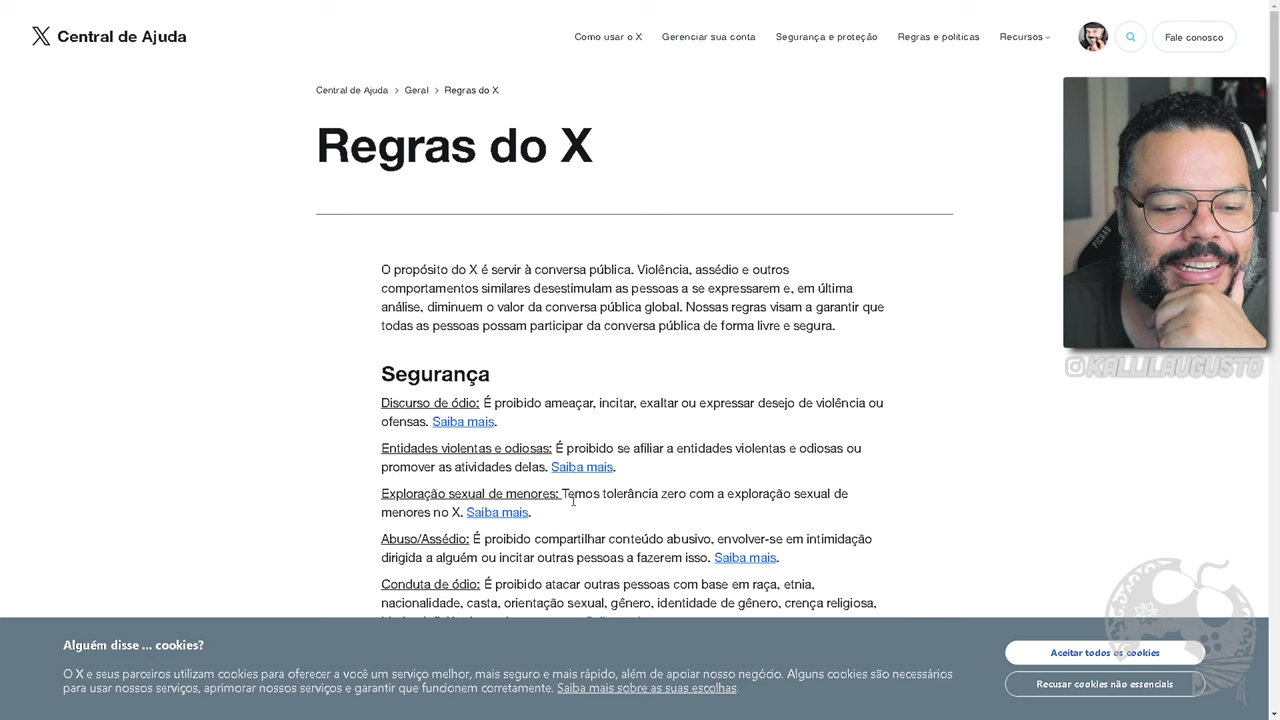 Central de Ajuda
Como usar o X
Gerenciar sua conta
Segurança e proteção
Regras e políticas
Recursos
Fale conosco
Central de Ajuda > Geral > Regras do X
Regras do X
O propósito do X é servir à conversa pública. Violência, assédio e outros
comportamentos similares desestimulam as pessoas a se expressarem e, em última
análise, diminuem o valor da conversa pública global. Nossas regras visam a garantir que
todas as pessoas possam participar da conversa pública de forma livre e segura.
Segurança
Discurso de ódio: É proibido ameaçar, incitar, exaltar ou expressar desejo de violência ou
ofensas. Saiba mais.
Entidades violentas e odiosas: É proibido se afiliar a entidades violentas e odiosas ou
promover as atividades delas. Saiba mais.
Exploração sexual de menores: Temos tolerância zero com a exploração sexual de
menores no X. Saiba mais.
Abuso/Assédio: É proibido compartilhar conteúdo abusivo, envolver-se em intimidação
dirigida a alguém ou incitar outras pessoas a fazerem isso. Saiba mais.
Conduta de ódio: É proibido atacar outras pessoas com base em raça, etnia,
nacionalidade, casta, orientação sexual, gênero, identidade de gênero, crença religiosa,
PICHAU
KALLILAUGUSTO
Alguém disse ... cookies?
O X e seus parceiros utilizam cookies para oferecer a você um serviço melhor, mais seguro e mais rápido, além de apoiar nosso negócio. Alguns cookies são necessários
para usar nossos serviços, aprimorar nossos serviços e garantir que funcionem corretamente. Saiba mais sobre as suas escolhas.
Aceitar todos os cookies
Recusar cookies não essenciais